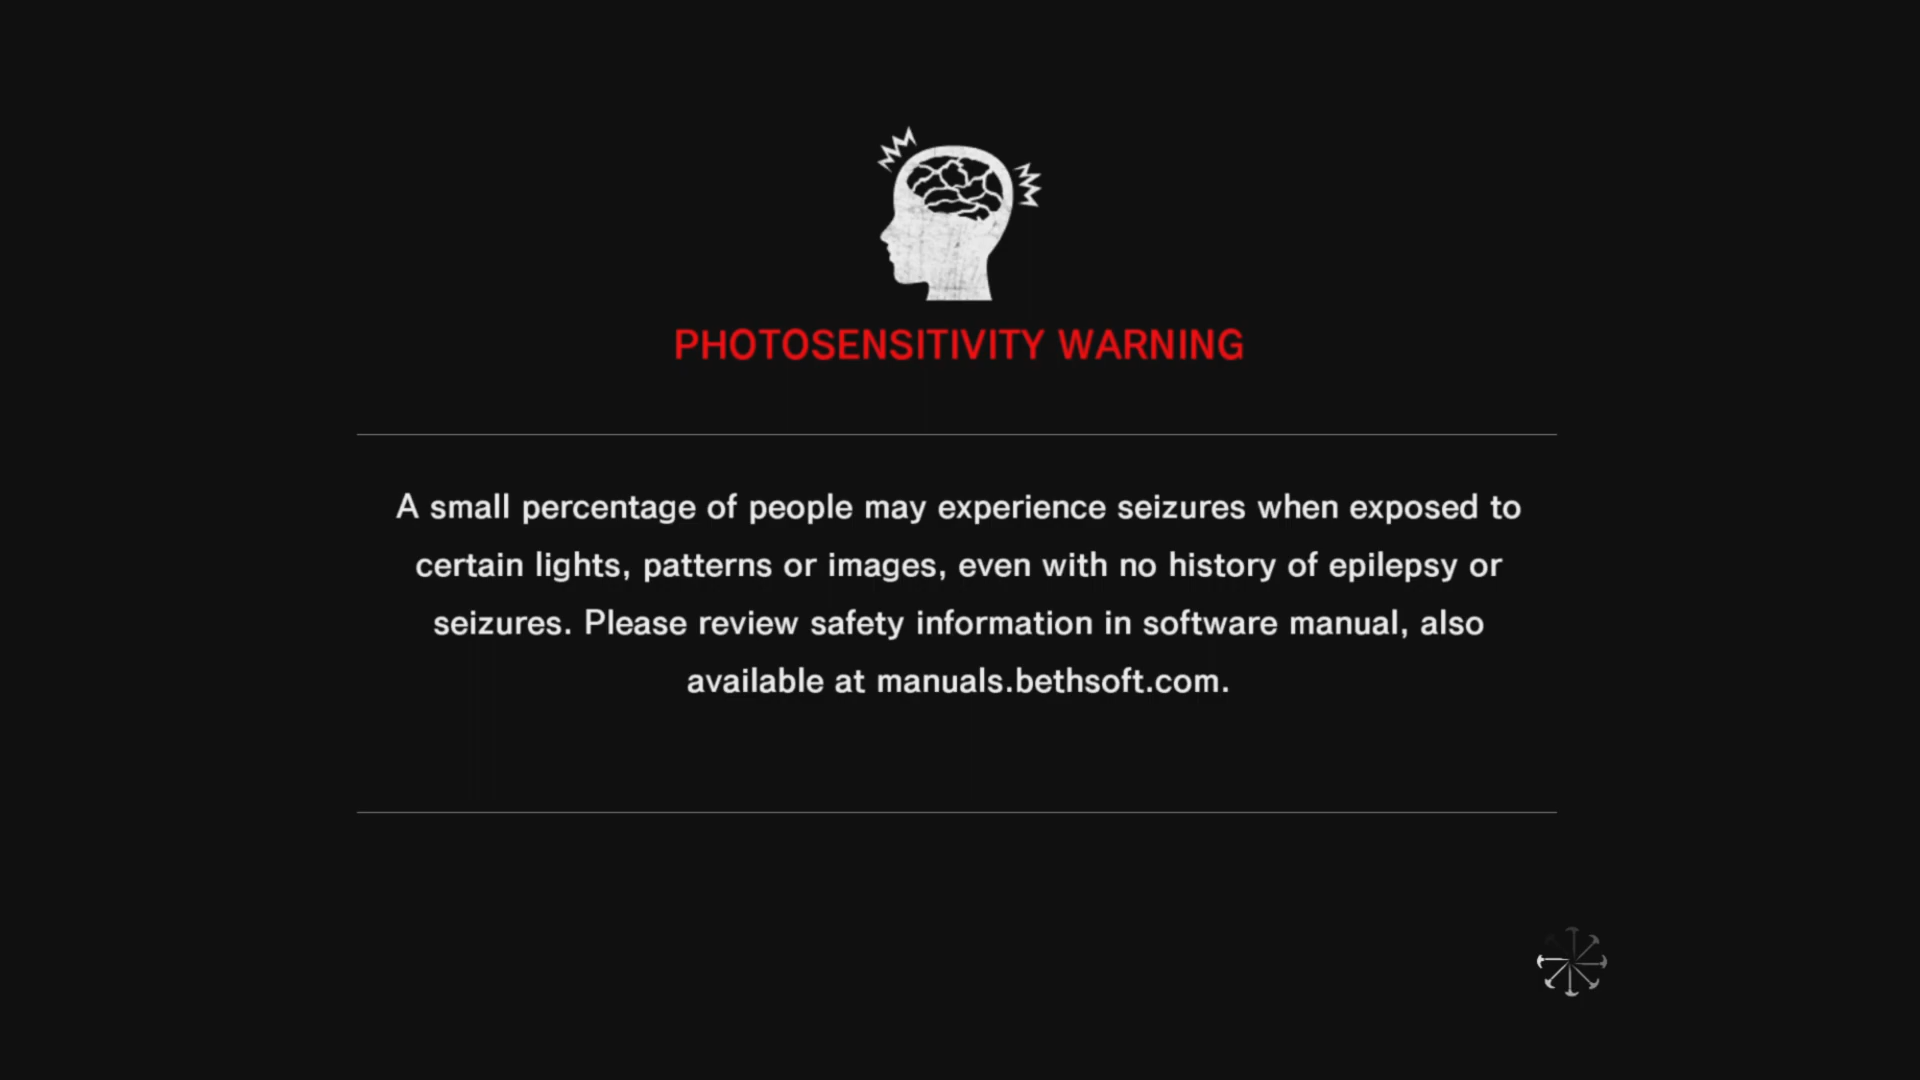 PHOTOSENSITIVITY WARNING
A small percentage of people may experience seizures when exposed to
certain lights, patterns or images, even with no history of epilepsy or
seizures. Please review safety information in software manual, also
available at manuals.bethsoft.com.